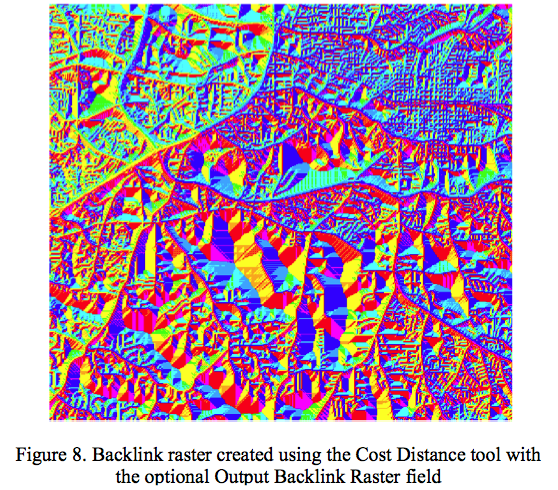 Figure 8. Backlink raster created using the Cost Distance tool with
the optional Output Backlink Raster field